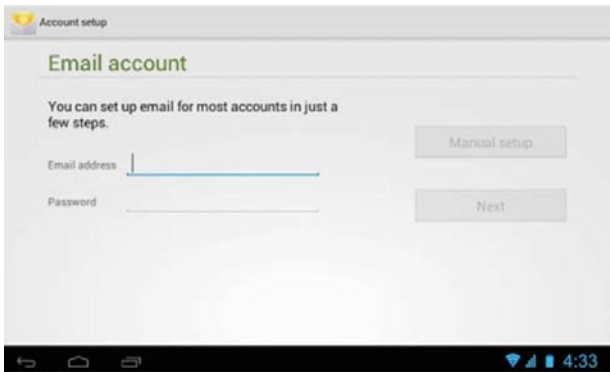 Account setup
Email account
You can set up email for most accounts in just a
few steps.
Manual setup
Email address
Password
Next
4:33